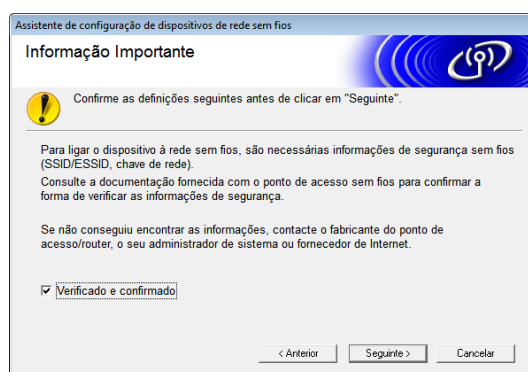 Assistente de configuração de dispositivos de rede sem fios
Informação Importante
Confirme as definições seguintes antes de clicar em "Seguinte".
Para ligar o dispositivo à rede sem fios, são necessárias informações de segurança sem fios
(SSID/ESSID, chave de rede).
Consulte a documentação fornecida com o ponto de acesso sem fios para confirmar a
forma de verificar as informações de segurança.
Se não conseguiu encontrar as informações, contacte o fabricante do ponto de
acesso/router, o seu administrador de sistema ou fornecedor de Internet.
Verificado e confirmado
< Anterior
Seguinte >
Cancelar